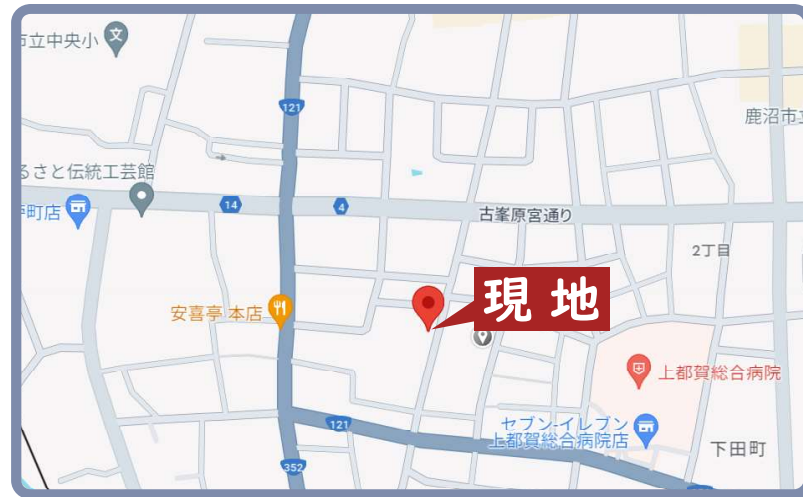 市立中央小
121
鹿沼市立
るさと伝統工芸館
町店
14
4
古峯原宮通り
2丁目
現地
安喜亭 本店
上都賀総合病院
セブン-イレブン
上都賀総合病院店
121
下田町
352